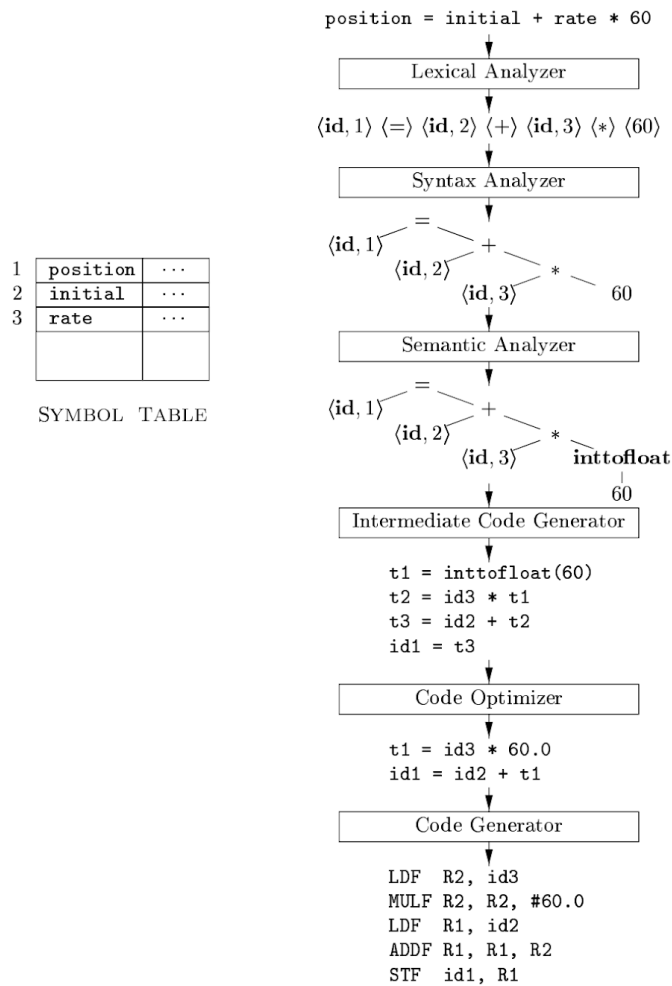 position = initial + rate * 60
Lexical Analyzer
⟨id, 1⟩ ⟨=⟩ ⟨id, 2⟩ ⟨+⟩ ⟨id, 3⟩ ⟨*⟩ ⟨60⟩
Syntax Analyzer
=
⟨id, 1⟩ +
⟨id, 2⟩ *
⟨id, 3⟩ 60
1 position ···
2 initial ···
3 rate ···
SYMBOL TABLE
Semantic Analyzer
=
⟨id, 1⟩ +
⟨id, 2⟩ *
⟨id, 3⟩ inttofloat
60
Intermediate Code Generator
t1 = inttofloat(60)
t2 = id3 * t1
t3 = id2 + t2
id1 = t3
Code Optimizer
t1 = id3 * 60.0
id1 = id2 + t1
Code Generator
LDF R2, id3
MULF R2, R2, #60.0
LDF R1, id2
ADDF R1, R1, R2
STF id1, R1